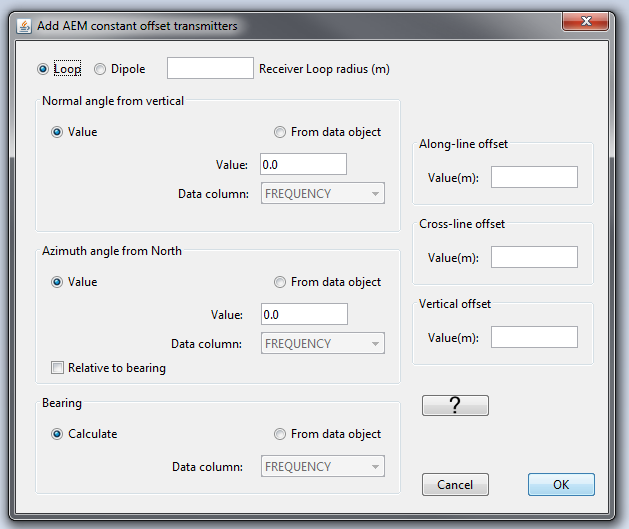 Add AEM constant offset transmitters
Loop Dipole Receiver Loop radius (m)
Normal angle from vertical
Value From data object
Value: 0.0
Data column: FREQUENCY
Azimuth angle from North
Value From data object
Value: 0.0
Data column: FREQUENCY
Relative to bearing
Bearing
Calculate From data object
Data column: FREQUENCY
Along-line offset
Value(m):
Cross-line offset
Value(m):
Vertical offset
Value(m):
?
Cancel OK